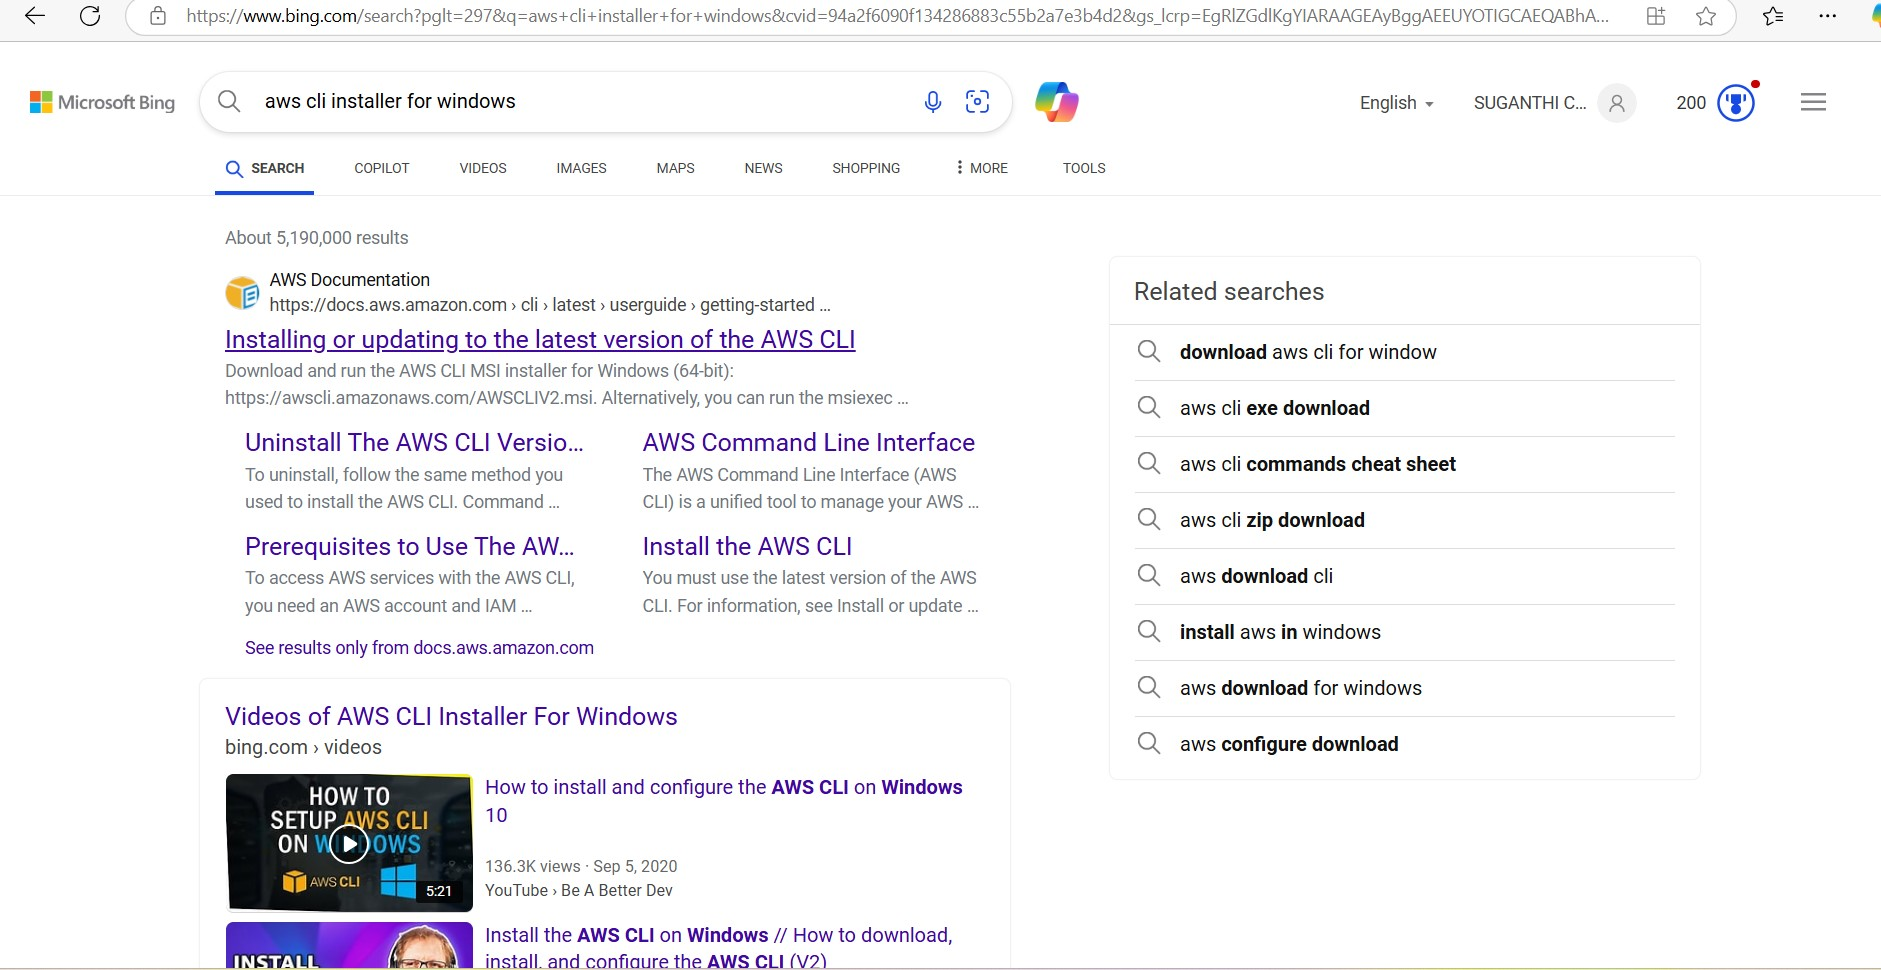 https://www.bing.com/search?pglt=297&q=aws+cli+installer+for+windows&cvid=94a2f6090f134286883c55b2a7e3b4d2&gs_lcrp=EgRlZGdlKgYIARAAGEAyBggAEEUYOTIGCAEQABhA...
Microsoft Bing
aws cli installer for windows
English
SUGANTHI C...
200
SEARCH
COPILOT
VIDEOS
IMAGES
MAPS
NEWS
SHOPPING
MORE
TOOLS
About 5,190,000 results
AWS Documentation
https://docs.aws.amazon.com › cli › latest › userguide › getting-started ...
Installing or updating to the latest version of the AWS CLI
Download and run the AWS CLI MSI installer for Windows (64-bit):
https://awscli.amazonaws.com/AWSCLIV2.msi. Alternatively, you can run the msiexec ...
Uninstall The AWS CLI Versio...
To uninstall, follow the same method you
used to install the AWS CLI. Command ...
AWS Command Line Interface
The AWS Command Line Interface (AWS
CLI) is a unified tool to manage your AWS ...
Prerequisites to Use The AW...
To access AWS services with the AWS CLI,
you need an AWS account and IAM ...
Install the AWS CLI
You must use the latest version of the AWS
CLI. For information, see Install or update ...
See results only from docs.aws.amazon.com
Videos of AWS CLI Installer For Windows
bing.com › videos
HOW TO
SETUP AWS CLI
ON WINDOWS
AWS CLI
5:21
How to install and configure the AWS CLI on Windows
10
136.3K views · Sep 5, 2020
YouTube › Be A Better Dev
INSTALL
Install the AWS CLI on Windows // How to download,
install, and configure the AWS CLI (V2)
Related searches
download aws cli for window
aws cli exe download
aws cli commands cheat sheet
aws cli zip download
aws download cli
install aws in windows
aws download for windows
aws configure download